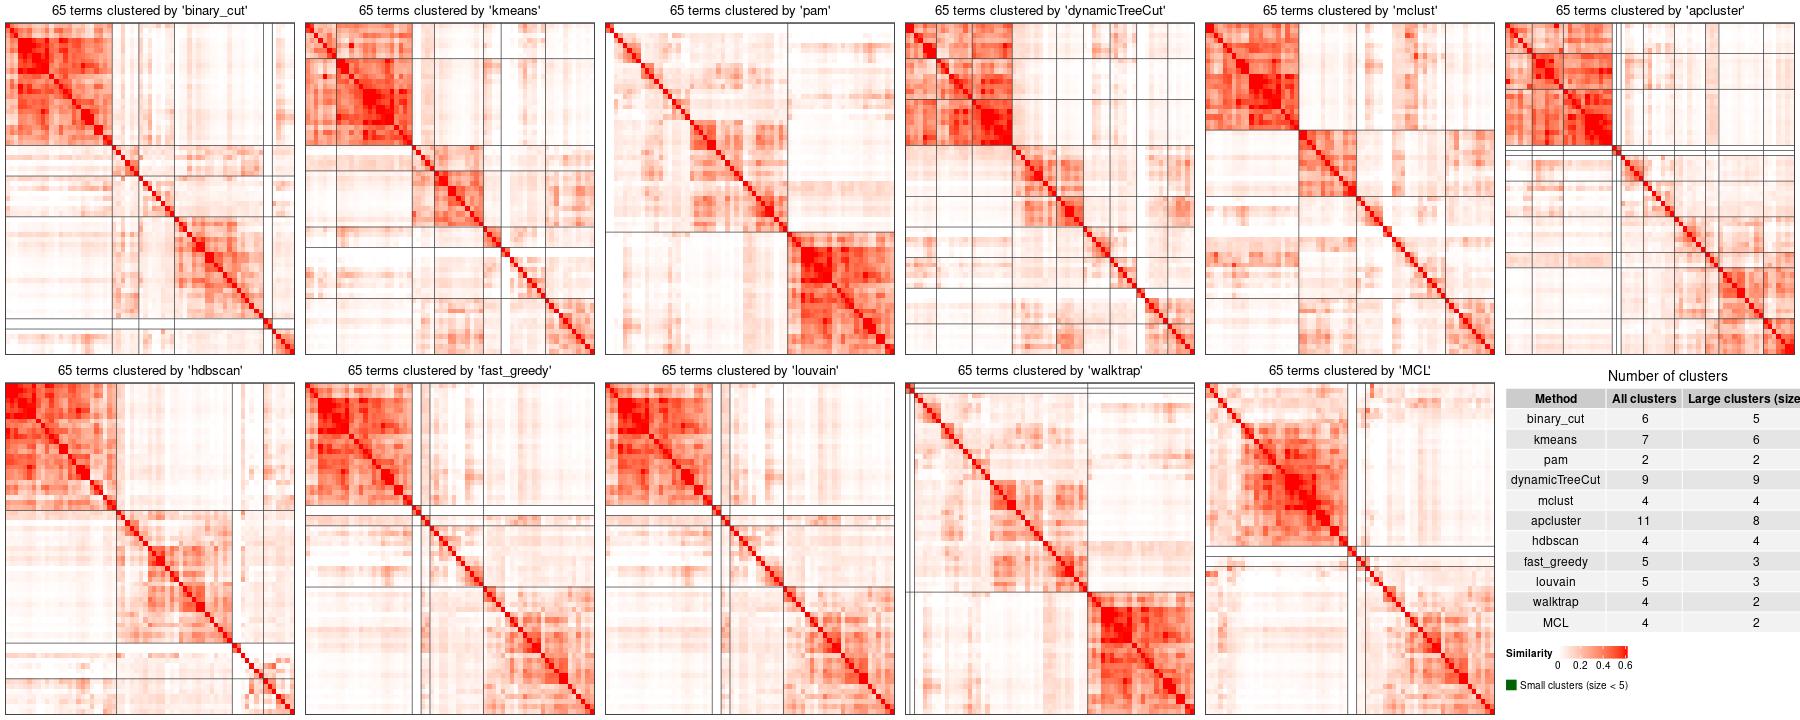 65 terms clustered by 'binary_cut'
65 terms clustered by 'kmeans'
65 terms clustered by 'pam'
65 terms clustered by 'dynamicTreeCut'
65 terms clustered by 'mclust'
65 terms clustered by 'apcluster'
65 terms clustered by 'hdbscan'
65 terms clustered by 'fast_greedy'
65 terms clustered by 'louvain'
65 terms clustered by 'walktrap'
65 terms clustered by 'MCL'
Number of clusters
Method All clusters Large clusters (size
binary_cut 6 5
kmeans 7 6
pam 2 2
dynamicTreeCut 9 9
mclust 4 4
apcluster 11 8
hdbscan 4 4
fast_greedy 5 3
louvain 5 3
walktrap 4 2
MCL 4 2
Similarity
0 0.2 0.4 0.6
Small clusters (size < 5)